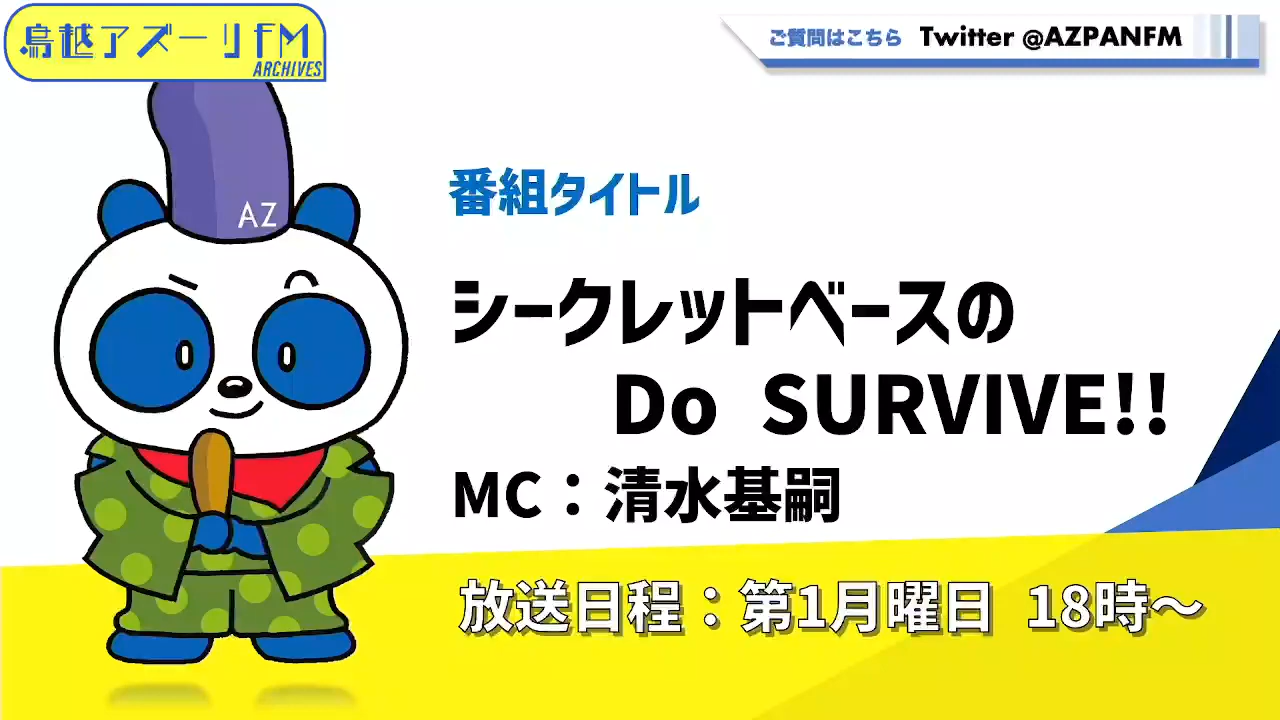 鳥越アズーリFM
ARCHIVES
ご質問はこちら Twitter @AZPANFM
AZ
番組タイトル
シークレットベースの
Do SURVIVE!!
MC：清水基嗣
放送日程：第1月曜日 18時～